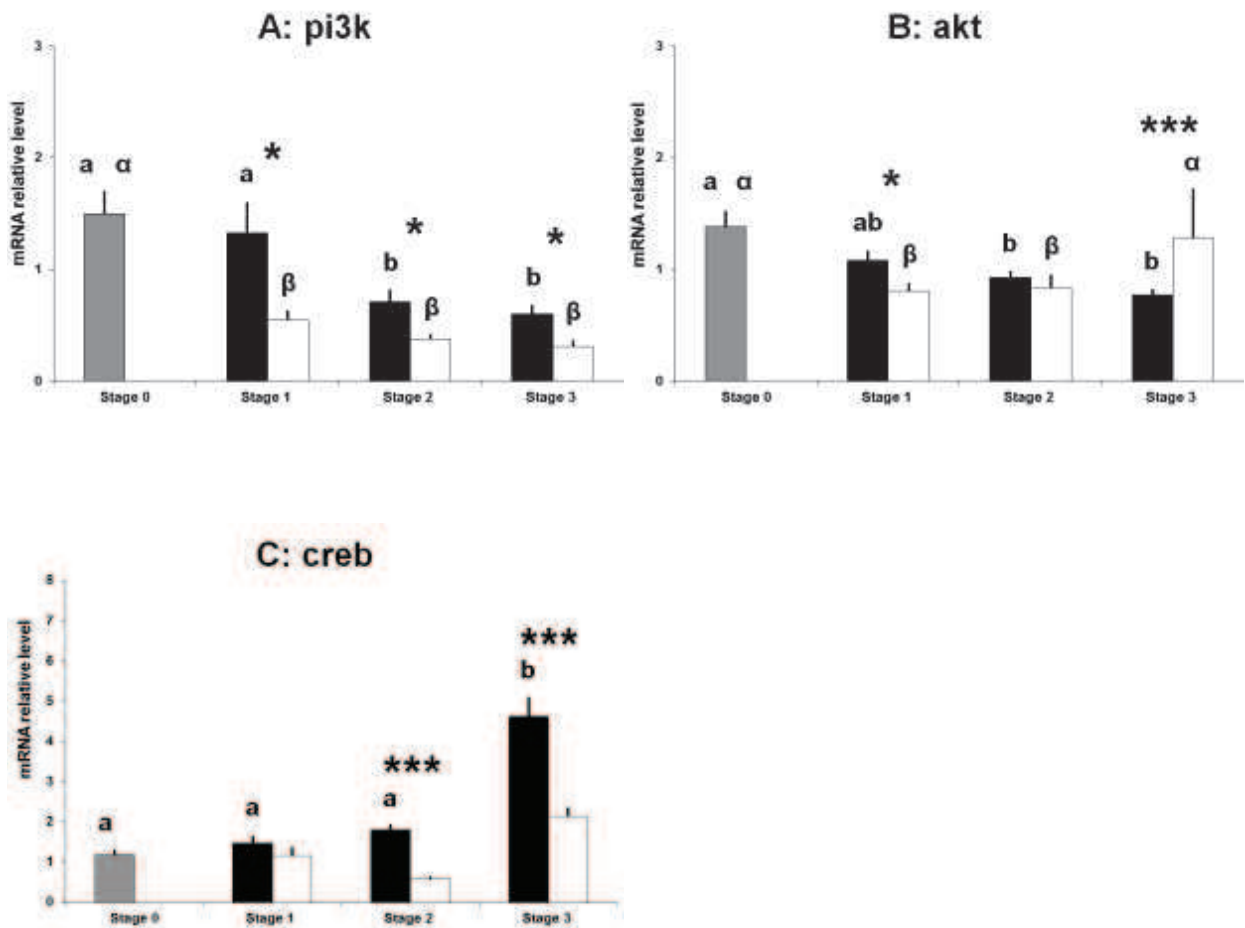 A: pi3k
mRNA relative level
3
2
1
0
a α
a
*
β
b
*
β
b
*
β
Stage 0
Stage 1
Stage 2
Stage 3
B: akt
mRNA relative level
3
2
1
0
a α
ab
*
β
b
β
b
***
α
Stage 0
Stage 1
Stage 2
Stage 3
C: creb
mRNA relative level
8
7
6
5
4
3
2
1
0
a
a
***
a
***
b
Stage 0
Stage 1
Stage 2
Stage 3